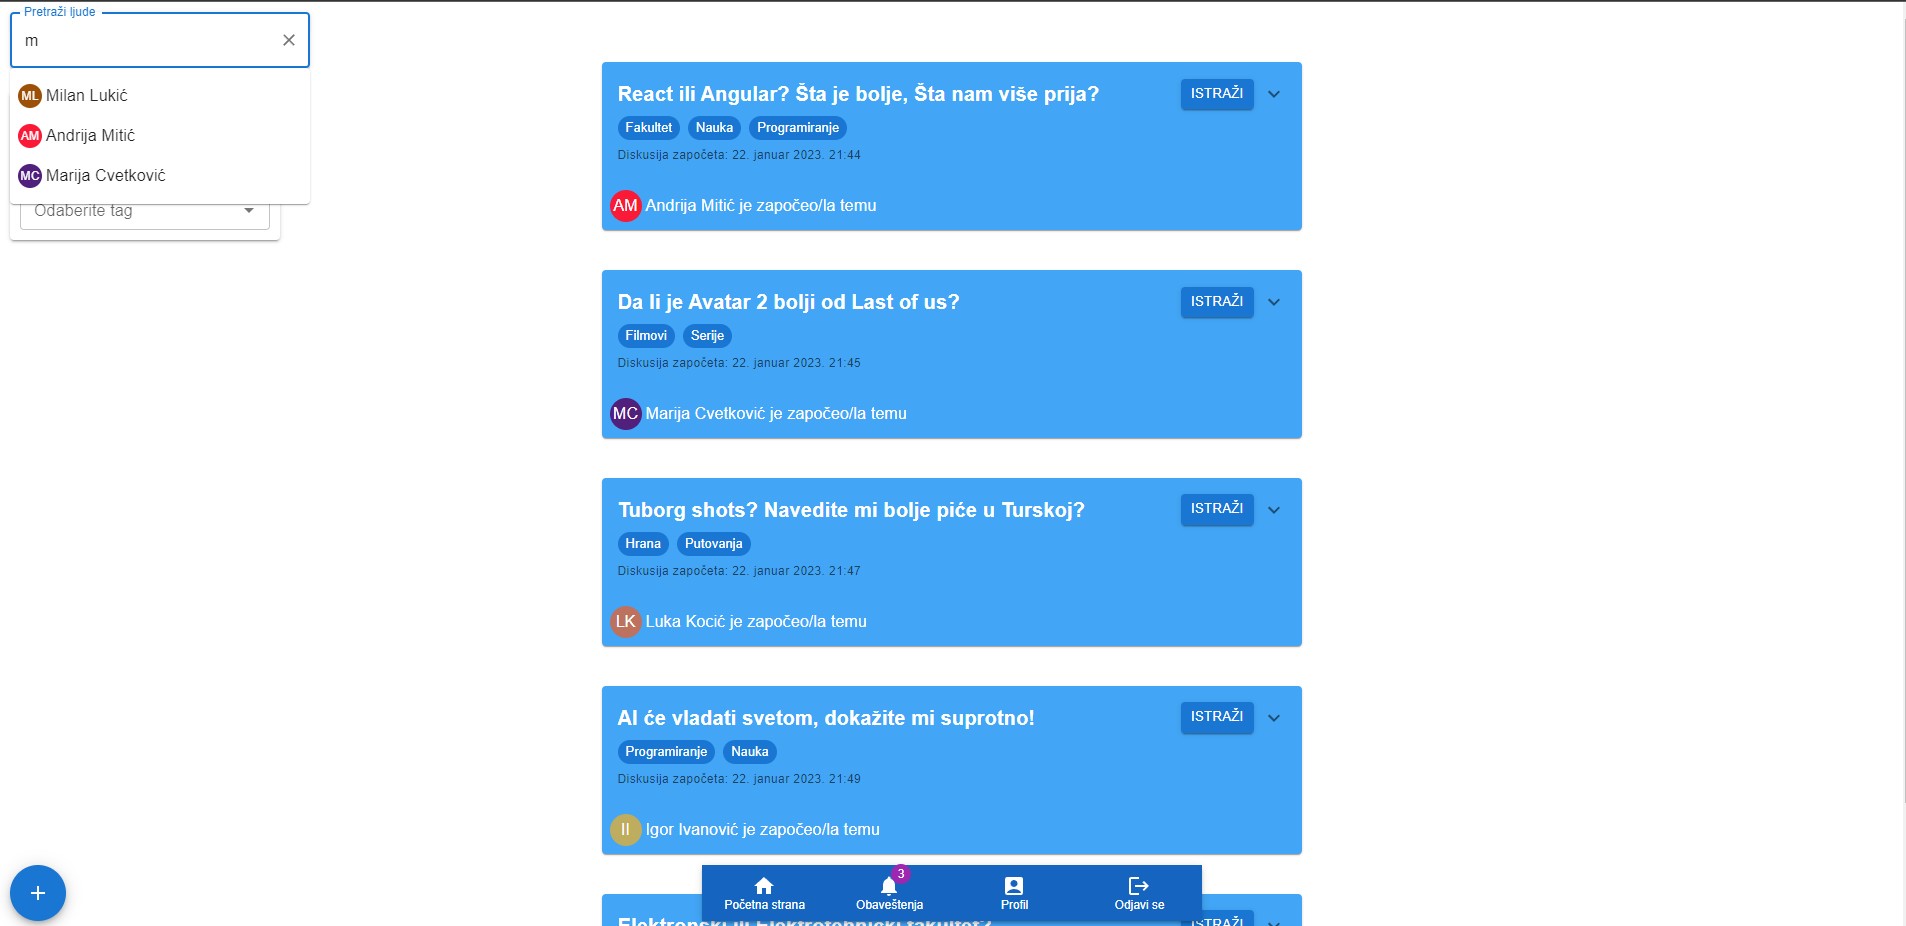 Pretraži ljude
m
ML Milan Lukić
AM Andrija Mitić
MC Marija Cvetković
Odaberite tag
React ili Angular? Šta je bolje, Šta nam više prija?
ISTRAŽI
Fakultet Nauka Programiranje
Diskusija započeta: 22. januar 2023. 21:44
AM Andrija Mitić je započeo/la temu
Da li je Avatar 2 bolji od Last of us?
ISTRAŽI
Filmovi Serije
Diskusija započeta: 22. januar 2023. 21:45
MC Marija Cvetković je započeo/la temu
Tuborg shots? Navedite mi bolje piće u Turskoj?
ISTRAŽI
Hrana Putovanja
Diskusija započeta: 22. januar 2023. 21:47
LK Luka Kocić je započeo/la temu
AI će vladati svetom, dokažite mi suprotno!
ISTRAŽI
Programiranje Nauka
Diskusija započeta: 22. januar 2023. 21:49
II Igor Ivanović je započeo/la temu
Elektronski ili Elektrotehnički fakultet?
ISTRAŽI
3
Početna strana Obaveštenja Profil Odjavi se